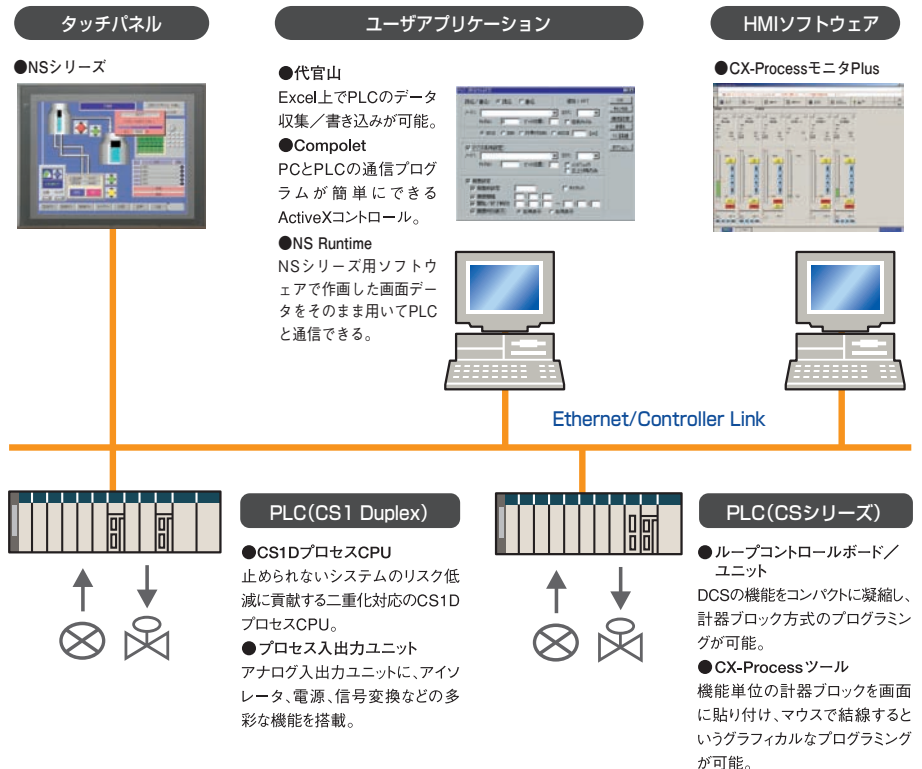 タッチパネル
●NSシリーズ
ユーザアプリケーション
●代官山
Excel上でPLCのデータ
収集／書き込みが可能。
●Compolet
PCとPLCの通信プログ
ラムが簡単にできる
ActiveXコントロール。
●NS Runtime
NSシリーズ用ソフトウ
ェアで作画した画面デー
タをそのまま用いてPLC
と通信できる。
HMIソフトウェア
●CX-ProcessモニタPlus
Ethernet/Controller Link
PLC(CS1 Duplex)
●CS1DプロセスCPU
止められないシステムのリスク低
減に貢献する二重化対応のCS1D
プロセスCPU。
●プロセス入出力ユニット
アナログ入出力ユニットに、アイソ
レータ、電源、信号変換などの多
彩な機能を搭載。
PLC(CSシリーズ)
●ループコントロールボード／
ユニット
DCSの機能をコンパクトに凝縮し、
計器ブロック方式のプログラミン
グが可能。
●CX-Processツール
機能単位の計器ブロックを画面
に貼り付け、マウスで結線すると
いうグラフィカルなプログラミング
が可能。